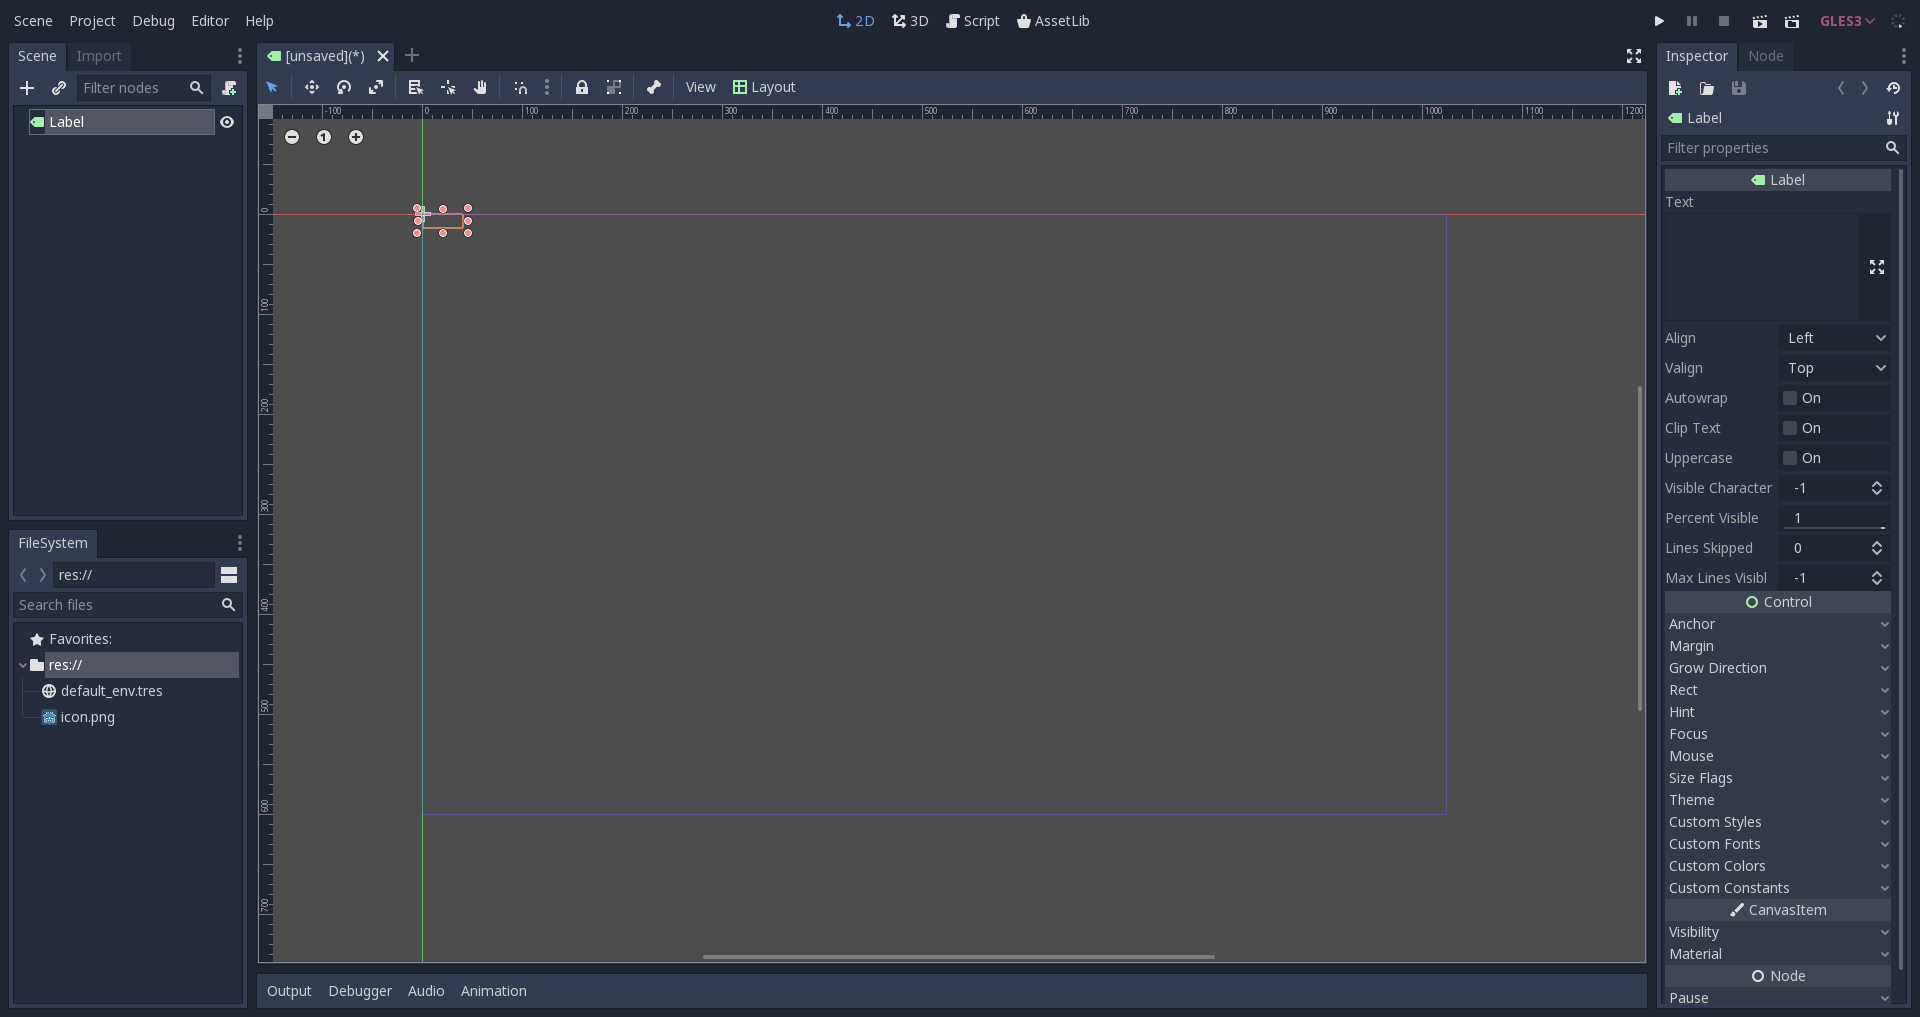 Scene Project Debug Editor Help 2D 3D Script AssetLib GLES3
Scene Import
Filter nodes
Label
FileSystem
res://
Search files
Favorites:
res://
default_env.tres
icon.png
[unsaved](*)
View Layout
-100 0 100 200 300 400 500 600 700 800 900 1000 1100 1200
1
0
100
200
300
400
500
600
700
Output Debugger Audio Animation
Inspector Node
Label
Filter properties
Label
Text
Align Left
Valign Top
Autowrap On
Clip Text On
Uppercase On
Visible Character -1
Percent Visible 1
Lines Skipped 0
Max Lines Visibl -1
Control
Anchor
Margin
Grow Direction
Rect
Hint
Focus
Mouse
Size Flags
Theme
Custom Styles
Custom Fonts
Custom Colors
Custom Constants
CanvasItem
Visibility
Material
Node
Pause